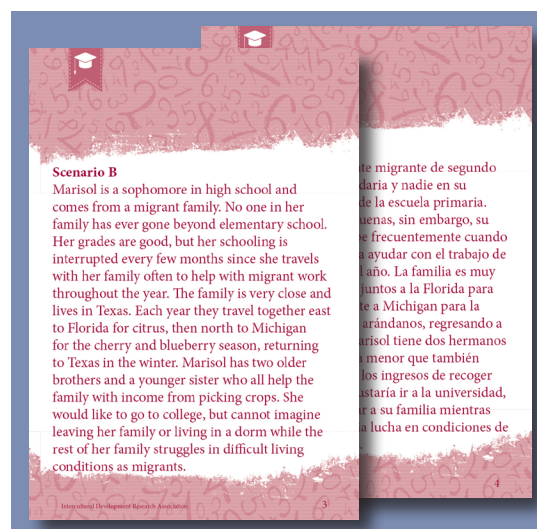 Scenario B
Marisol is a sophomore in high school and
comes from a migrant family. No one in her
family has ever gone beyond elementary school.
Her grades are good, but her schooling is
interrupted every few months since she travels
with her family often to help with migrant work
throughout the year. The family is very close and
lives in Texas. Each year they travel together east
to Florida for citrus, then north to Michigan
for the cherry and blueberry season, returning
to Texas in the winter. Marisol has two older
brothers and a younger sister who all help the
family with income from picking crops. She
would like to go to college, but cannot imagine
leaving her family or living in a dorm while the
rest of her family struggles in difficult living
conditions as migrants.
Intercultural Development Research Association
3
te migrante de segundo
daria y nadie en su
de la escuela primaria.
uenas, sin embargo, su
pe frecuentemente cuando
a ayudar con el trabajo de
l año. La familia es muy
juntos a la Florida para
te a Michigan para la
arándanos, regresando a
arisol tiene dos hermanos
a menor que también
los ingresos de recoger
ustaría ir a la universidad,
ar a su familia mientras
a lucha en condiciones de
4